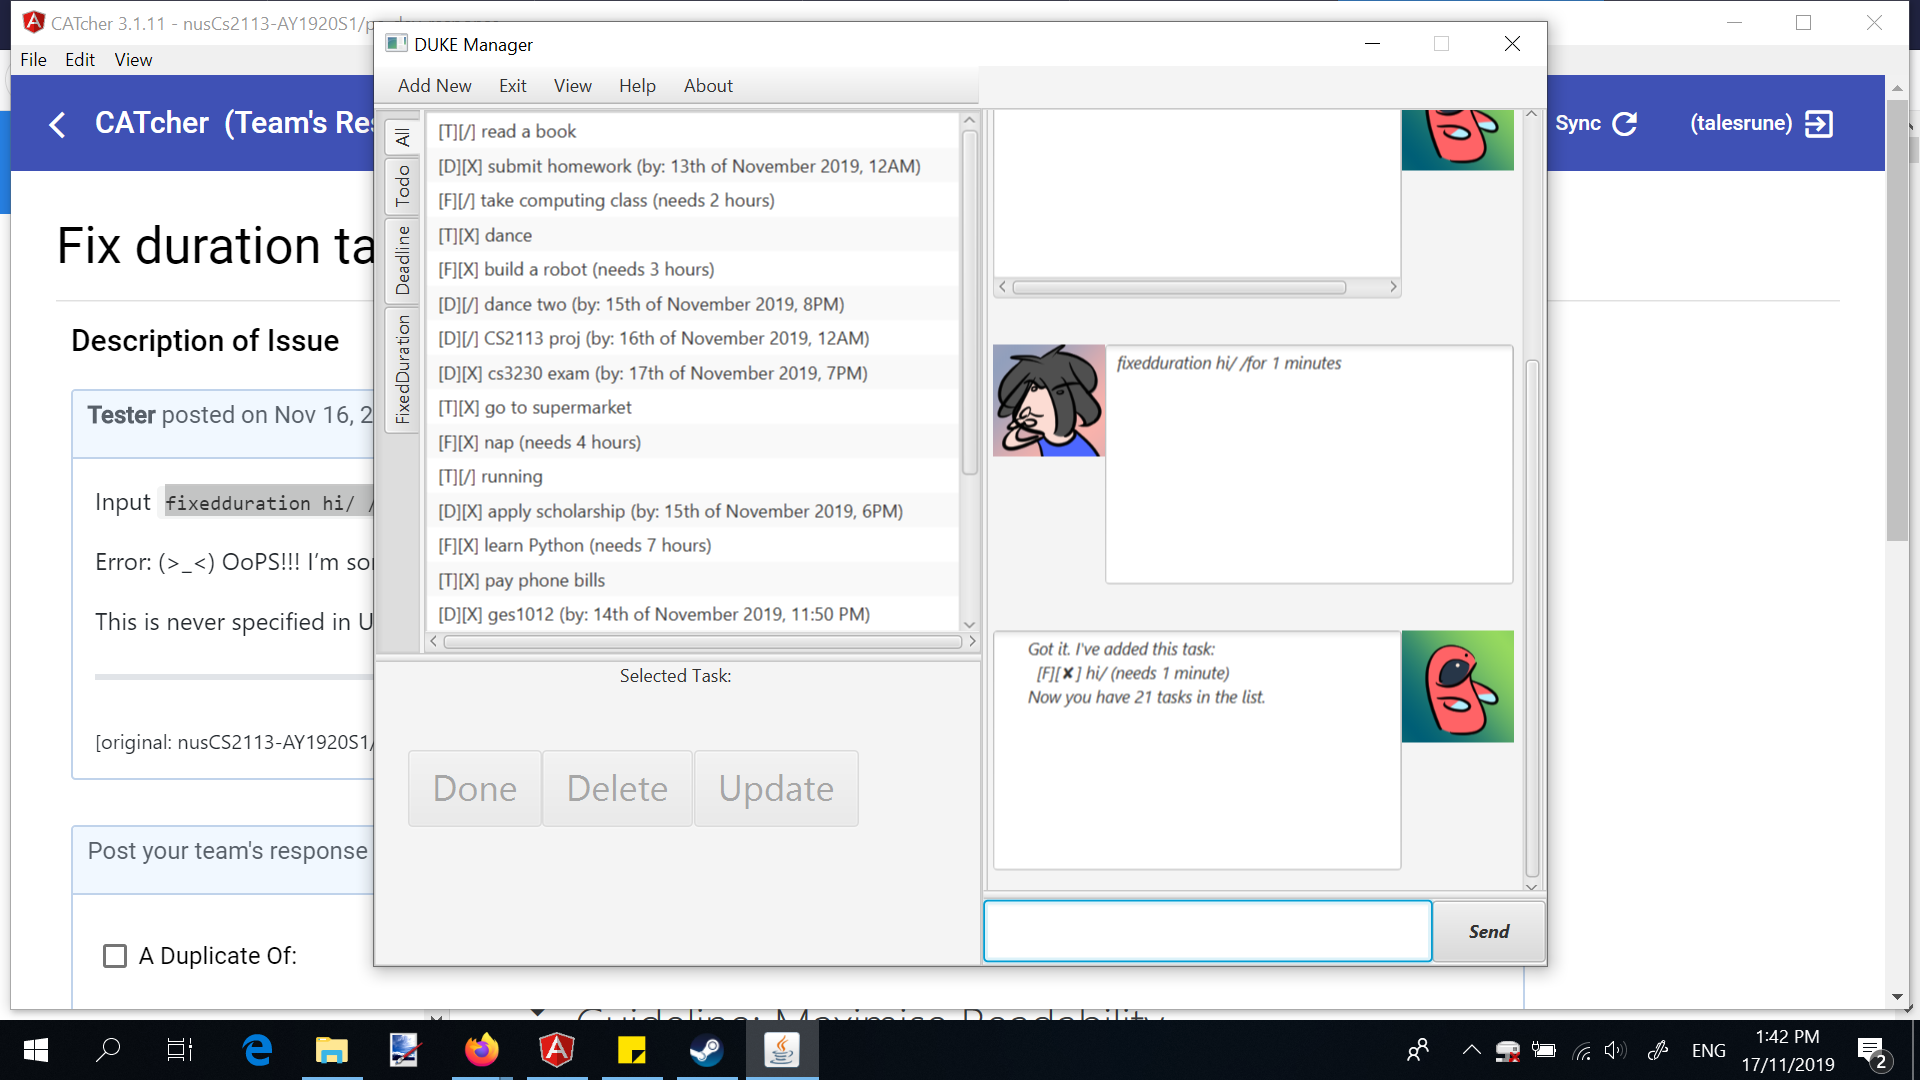 CATcher 3.1.11 - nusCs2113-AY1920S1/
File Edit View
CATcher (Team's Res
Sync
(talesrune)
Fix duration ta
Description of Issue
Tester posted on Nov 16, 2
Input fixedduration hi/ /
Error: (>_<) OoPS!!! I'm
This is never specified in U
[original: nusCS2113-AY1920S1/
Post your team's response
A Duplicate Of:
DUKE Manager
Add New Exit View Help About
All
Todo
Deadline
FixedDuration
[T][/] read a book
[D][X] submit homework (by: 13th of November 2019, 12AM)
[F][/] take computing class (needs 2 hours)
[T][X] dance
[F][X] build a robot (needs 3 hours)
[D][/] dance two (by: 15th of November 2019, 8PM)
[D][/] CS2113 proj (by: 16th of November 2019, 12AM)
[D][X] cs3230 exam (by: 17th of November 2019, 7PM)
[T][X] go to supermarket
[F][X] nap (needs 4 hours)
[T][/] running
[D][X] apply scholarship (by: 15th of November 2019, 6PM)
[F][X] learn Python (needs 7 hours)
[T][X] pay phone bills
[D][X] ges1012 (by: 14th of November 2019, 11:50 PM)
Selected Task:
Done Delete Update
fixedduration hi/ /for 1 minutes
Got it. I've added this task:
[F][✘] hi/ (needs 1 minute)
Now you have 21 tasks in the list.
Send
Guideline: Maximise Readability
ENG
1:42 PM
17/11/2019
2